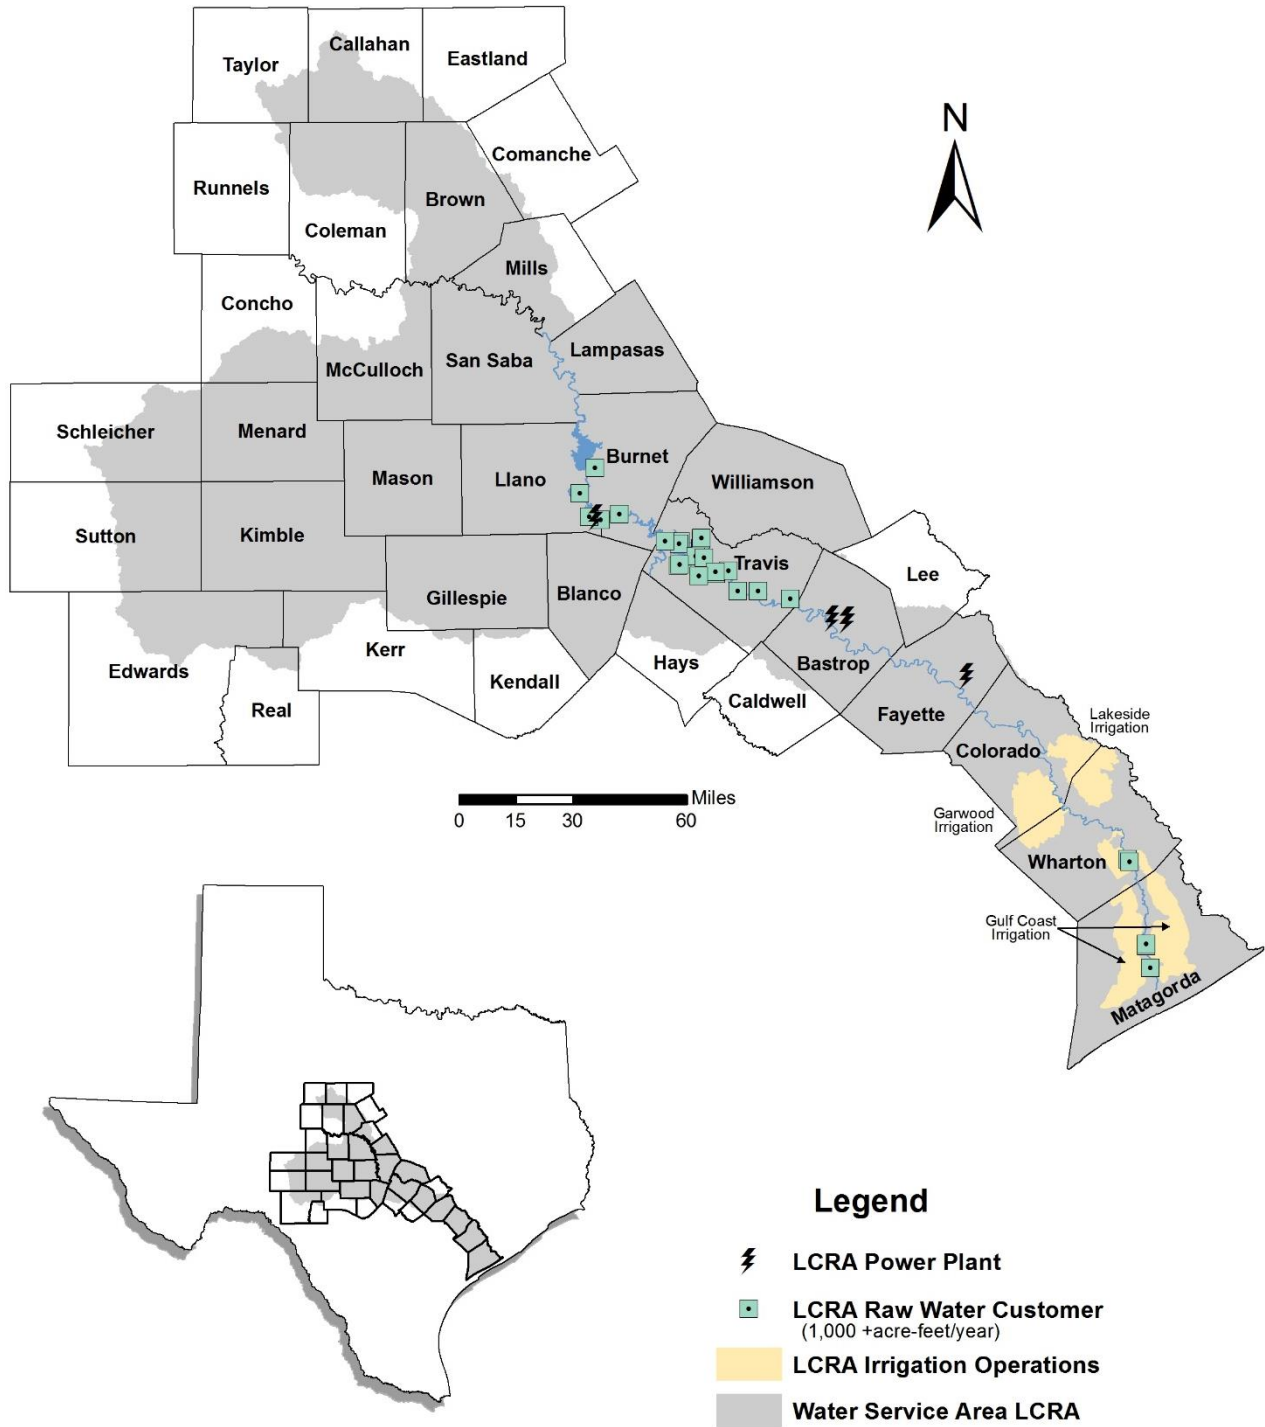 Callahan
Taylor
Eastland
N
Comanche
Runnels
Brown
Coleman
Mills
Concho
Lampasas
San Saba
McCulloch
Schleicher
Menard
Burnet
Mason
Llano
Williamson
Sutton
Kimble
Travis
Lee
Blanco
Gillespie
Kerr
Hays
Bastrop
Edwards
Kendall
Caldwell
Real
Fayette
Lakeside
Irrigation
Colorado
Miles
0 15 30 60
Garwood
Irrigation
Wharton
Gulf Coast
Irrigation
Matagorda
Legend
LCRA Power Plant
LCRA Raw Water Customer
(1,000 +acre-feet/year)
LCRA Irrigation Operations
Water Service Area LCRA